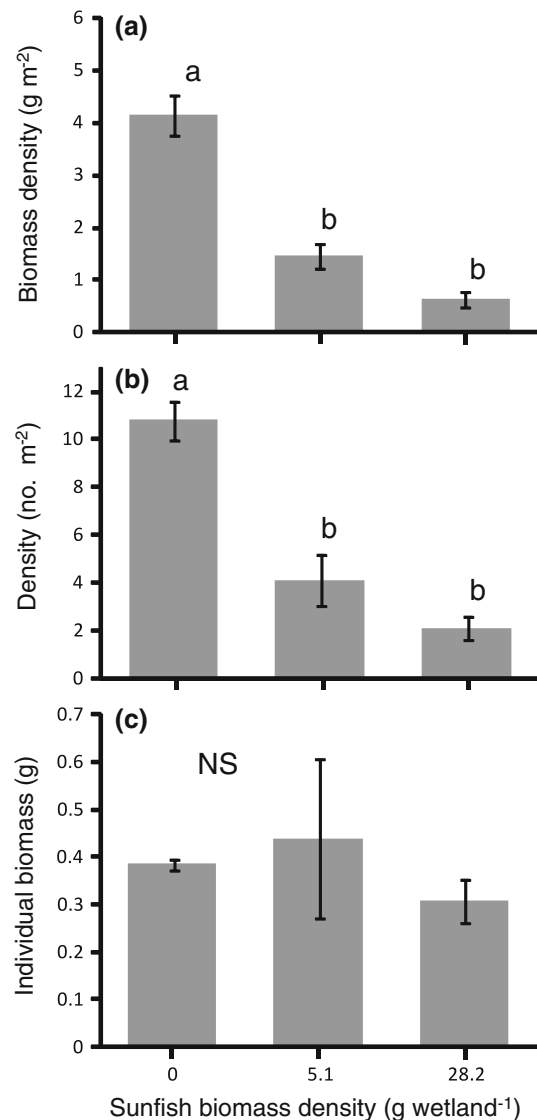 (a)
6
5
4
3
2
1
0
Biomass density (g m-2)
a
b
b
(b)
12
10
8
6
4
2
0
Density (no. m-2)
a
b
b
(c)
0.7
0.6
0.5
0.4
0.3
0.2
0.1
0
Individual biomass (g)
NS
0 5.1 28.2
Sunfish biomass density (g wetland-1)